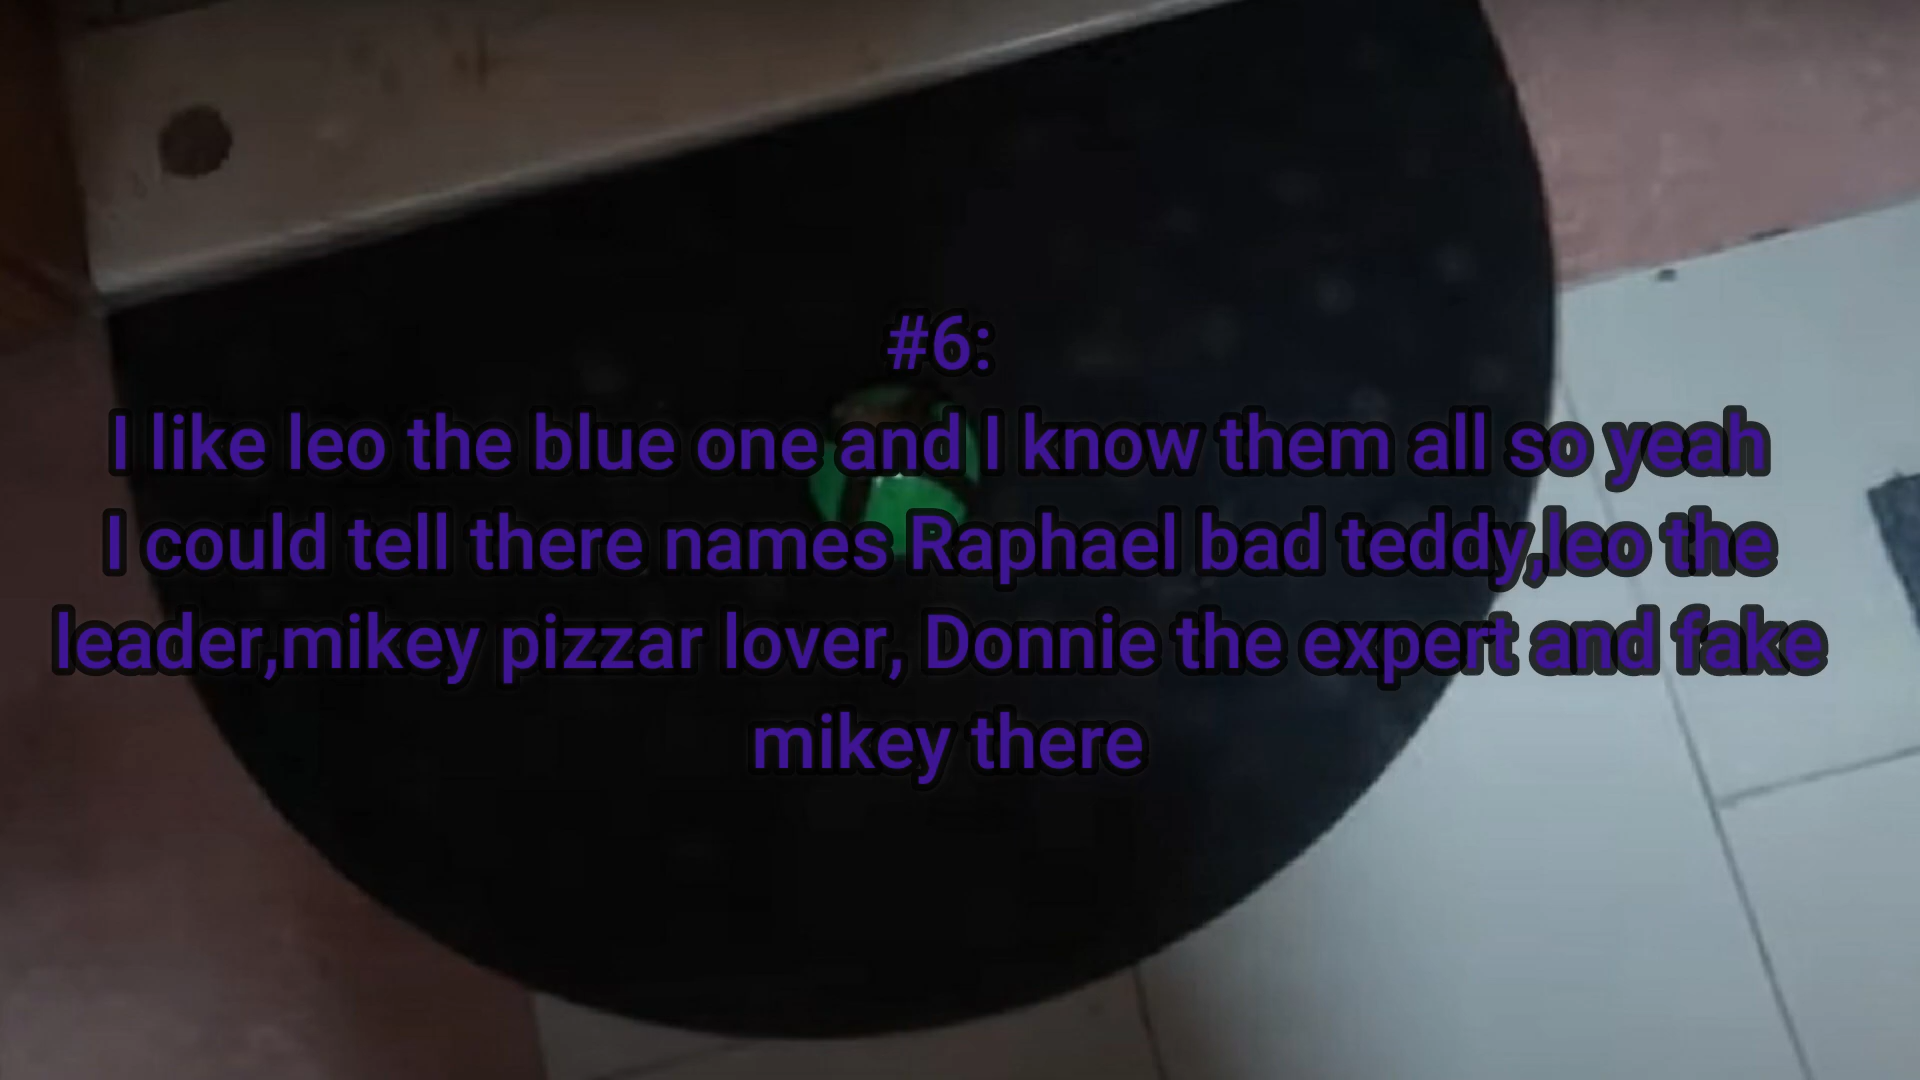 #6:
I like leo the blue one and I know them all so yeah
I could tell there names Raphael bad teddy,leo the
leader,mikey pizzar lover, Donnie the expert and fake
mikey there